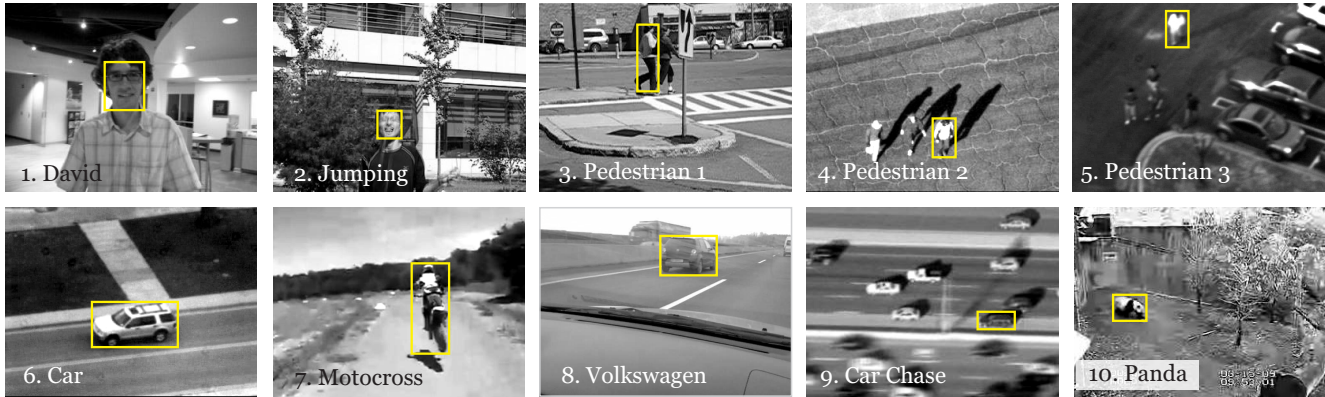 1. David
2. Jumping
3. Pedestrian 1
4. Pedestrian 2
5. Pedestrian 3
6. Car
7. Motocross
8. Volkswagen
9. Car Chase
10. Panda